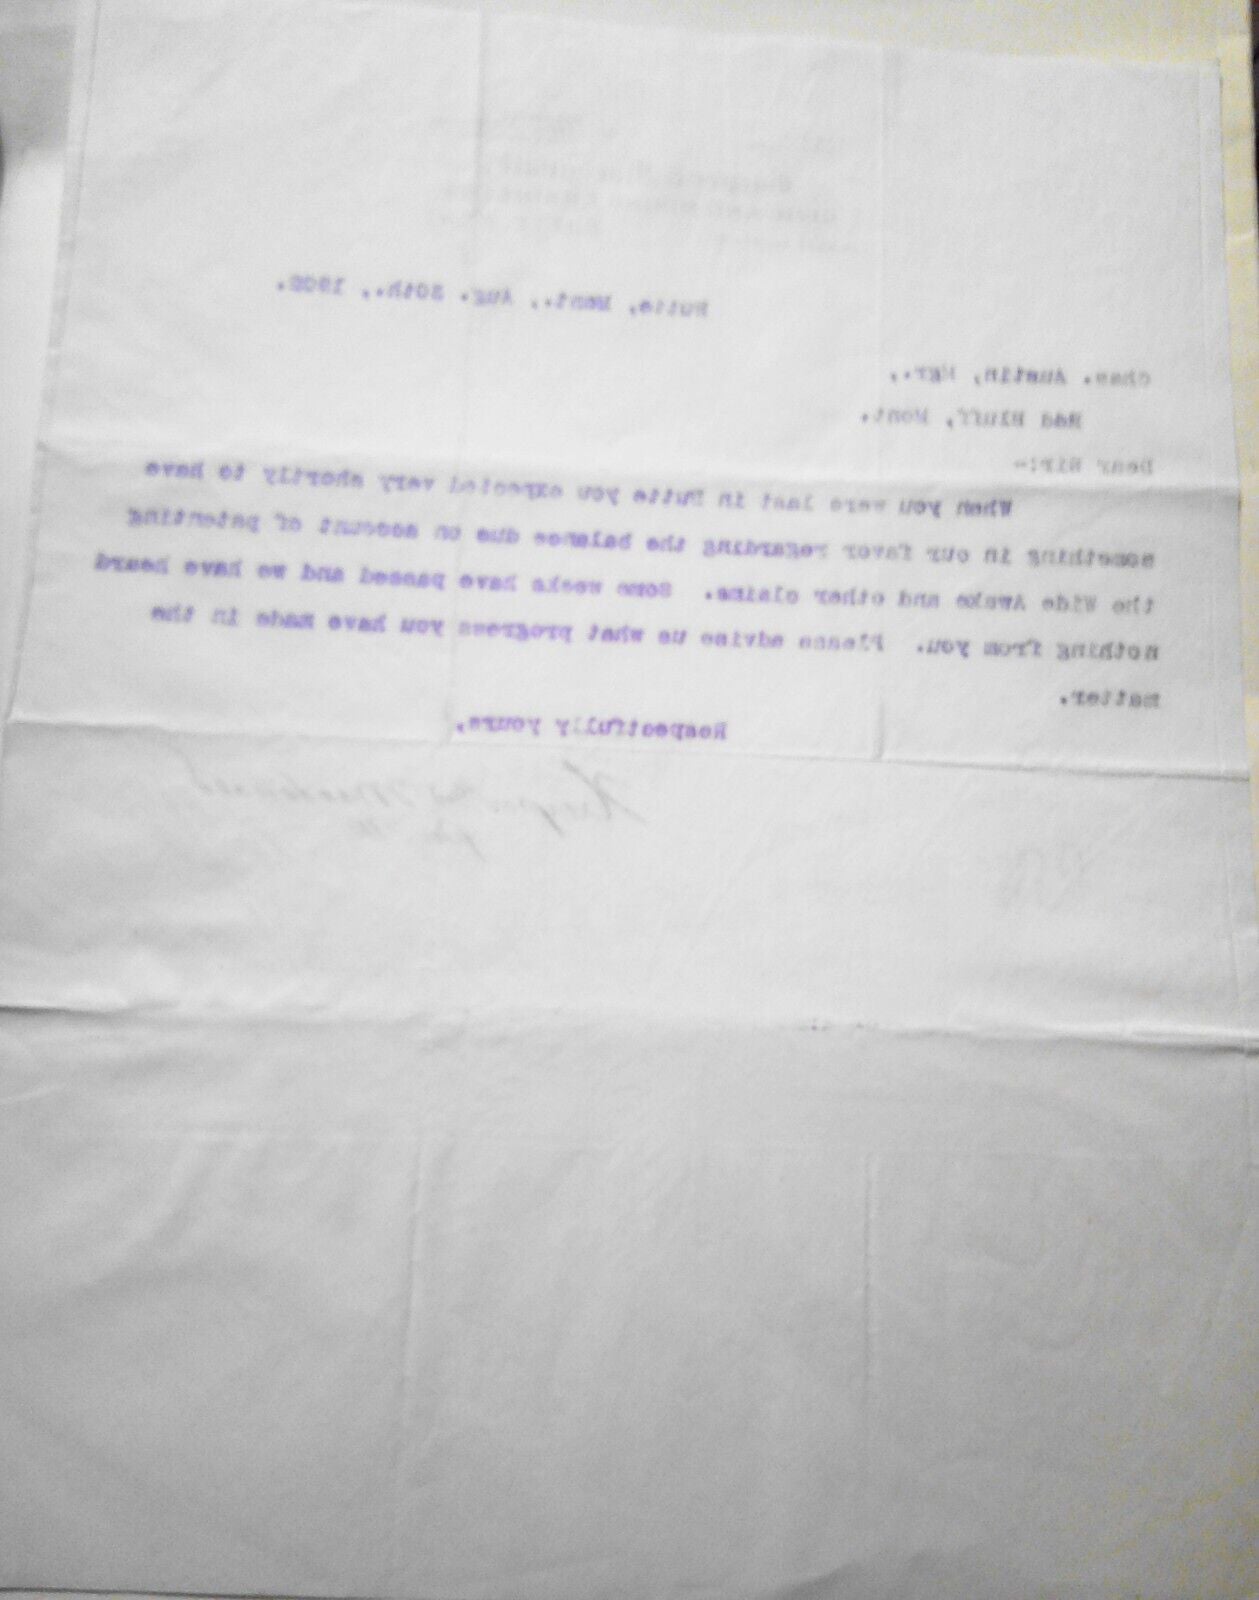 Butte, Mont., Aug. 30th., 1902.
Chas. Austin, Mgr.,
Red Bluff, Mont.
Dear Sir:-
When you were last in Butte you expected very shortly to have
something in our favor regarding the balance due on account of patenting
the Wide Awake and other claims. Some weeks have passed and we have heard
nothing from you. Please advise us what progress you have made in the
matter.
Respectfully yours,